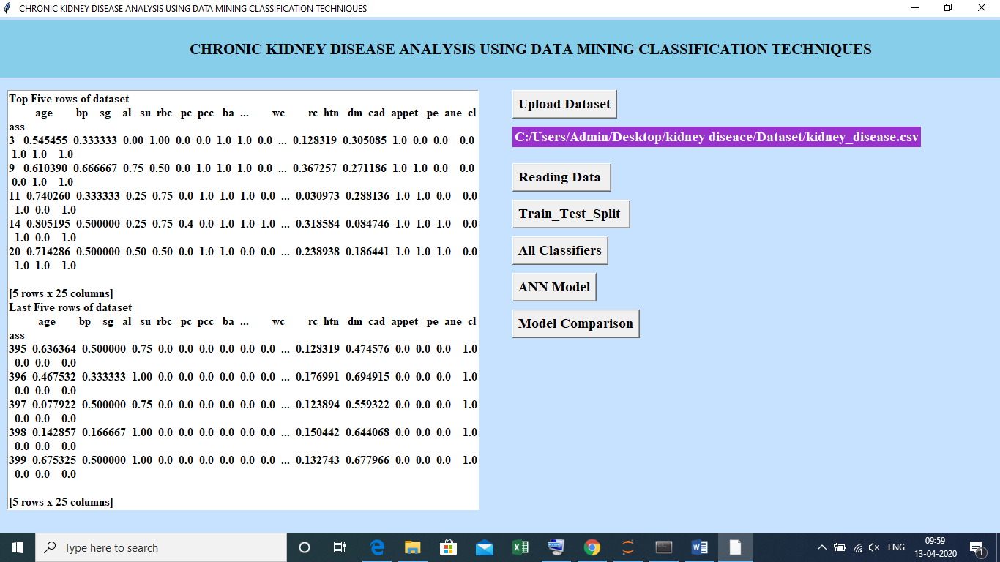 CHRONIC KIDNEY DISEASE ANALYSIS USING DATA MINING CLASSIFICATION TECHNIQUES
CHRONIC KIDNEY DISEASE ANALYSIS USING DATA MINING CLASSIFICATION TECHNIQUES
Top Five rows of dataset
age bp sg al su rbc pc pcc ba ... wc rc htn dm cad appet pe ane cl
ass
3 0.545455 0.333333 0.00 1.00 0.0 0.0 1.0 1.0 0.0 ... 0.128319 0.305085 1.0 0.0 0.0 0.0
1.0 1.0 1.0
9 0.610390 0.666667 0.75 0.50 0.0 1.0 1.0 1.0 0.0 ... 0.367257 0.271186 1.0 1.0 0.0 0.0
0.0 1.0 1.0
11 0.740260 0.333333 0.25 0.75 0.0 1.0 1.0 1.0 0.0 ... 0.030973 0.288136 1.0 1.0 0.0 0.0
1.0 0.0 1.0
14 0.805195 0.500000 0.25 0.75 0.4 0.0 1.0 1.0 1.0 ... 0.318584 0.084746 1.0 1.0 1.0 0.0
1.0 0.0 1.0
20 0.714286 0.500000 0.50 0.50 0.0 1.0 1.0 0.0 0.0 ... 0.238938 0.186441 1.0 1.0 1.0 0.0
1.0 1.0 1.0
[5 rows x 25 columns]
Last Five rows of dataset
age bp sg al su rbc pc pcc ba ... wc rc htn dm cad appet pe ane cl
ass
395 0.636364 0.500000 0.75 0.0 0.0 0.0 0.0 0.0 0.0 ... 0.128319 0.474576 0.0 0.0 0.0 1.0
0.0 0.0 0.0
396 0.467532 0.333333 1.00 0.0 0.0 0.0 0.0 0.0 0.0 ... 0.176991 0.694915 0.0 0.0 0.0 1.0
0.0 0.0 0.0
397 0.077922 0.500000 0.75 0.0 0.0 0.0 0.0 0.0 0.0 ... 0.123894 0.559322 0.0 0.0 0.0 1.0
0.0 0.0 0.0
398 0.142857 0.166667 1.00 0.0 0.0 0.0 0.0 0.0 0.0 ... 0.150442 0.644068 0.0 0.0 0.0 1.0
0.0 0.0 0.0
399 0.675325 0.500000 1.00 0.0 0.0 0.0 0.0 0.0 0.0 ... 0.132743 0.677966 0.0 0.0 0.0 1.0
0.0 0.0 0.0
[5 rows x 25 columns]
Upload Dataset
C:/Users/Admin/Desktop/kidney diseace/Dataset/kidney_disease.csv
Reading Data
Train_Test_Split
All Classifiers
ANN Model
Model Comparison
Type here to search
ENG
09:59
13-04-2020
1